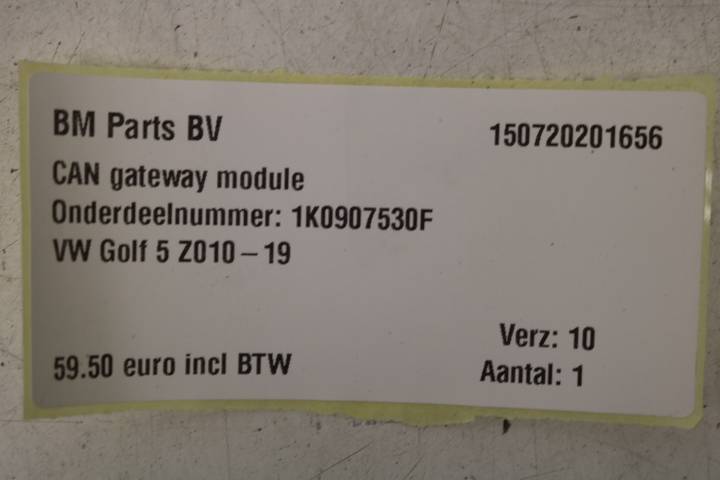 BM Parts BV 150720201656
CAN gateway module
Onderdeelnummer: 1K0907530F
VW Golf 5 Z010 – 19
Verz: 10
59.50 euro incl BTW Aantal: 1